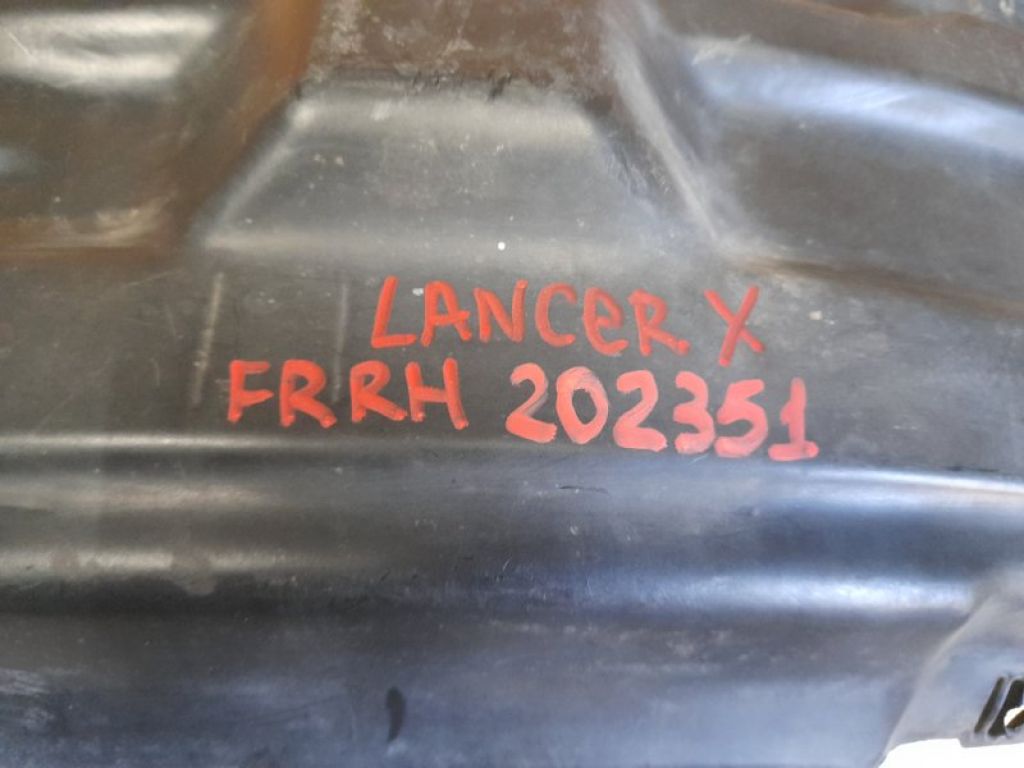 LANCER X
FRRH 202351